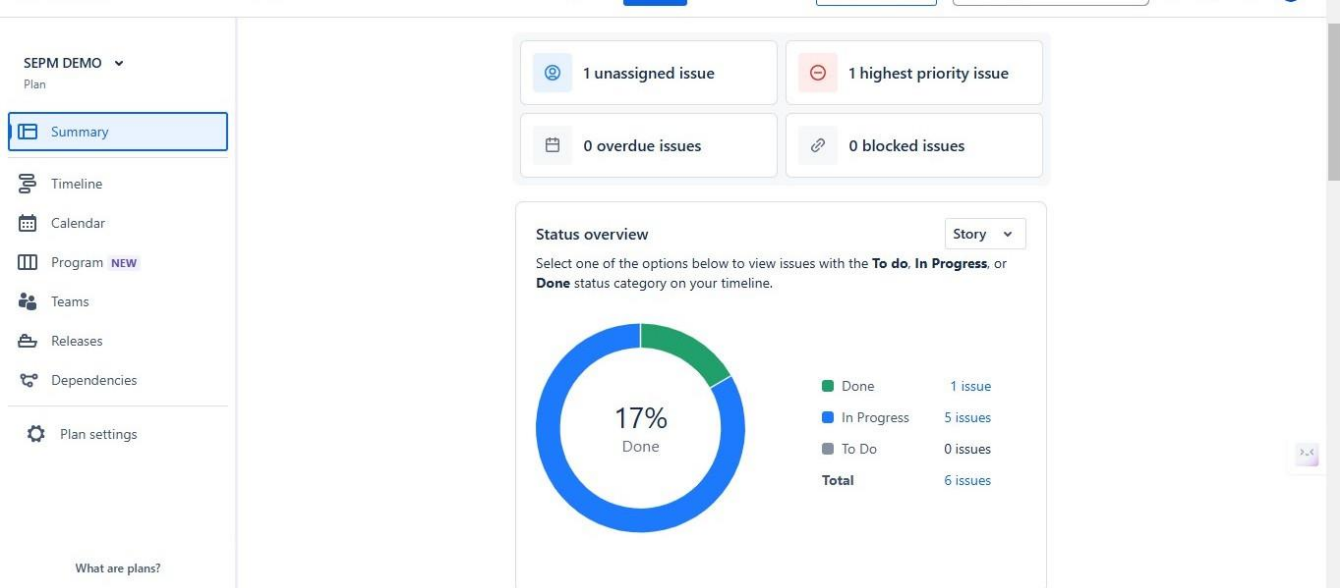 SEPM DEMO
Plan
Summary
Timeline
Calendar
Program NEW
Teams
Releases
Dependencies
Plan settings
What are plans?
1 unassigned issue
1 highest priority issue
0 overdue issues
0 blocked issues
Status overview
Story
Select one of the options below to view issues with the To do, In Progress, or
Done status category on your timeline.
17%
Done
Done 1 issue
In Progress 5 issues
To Do 0 issues
Total 6 issues